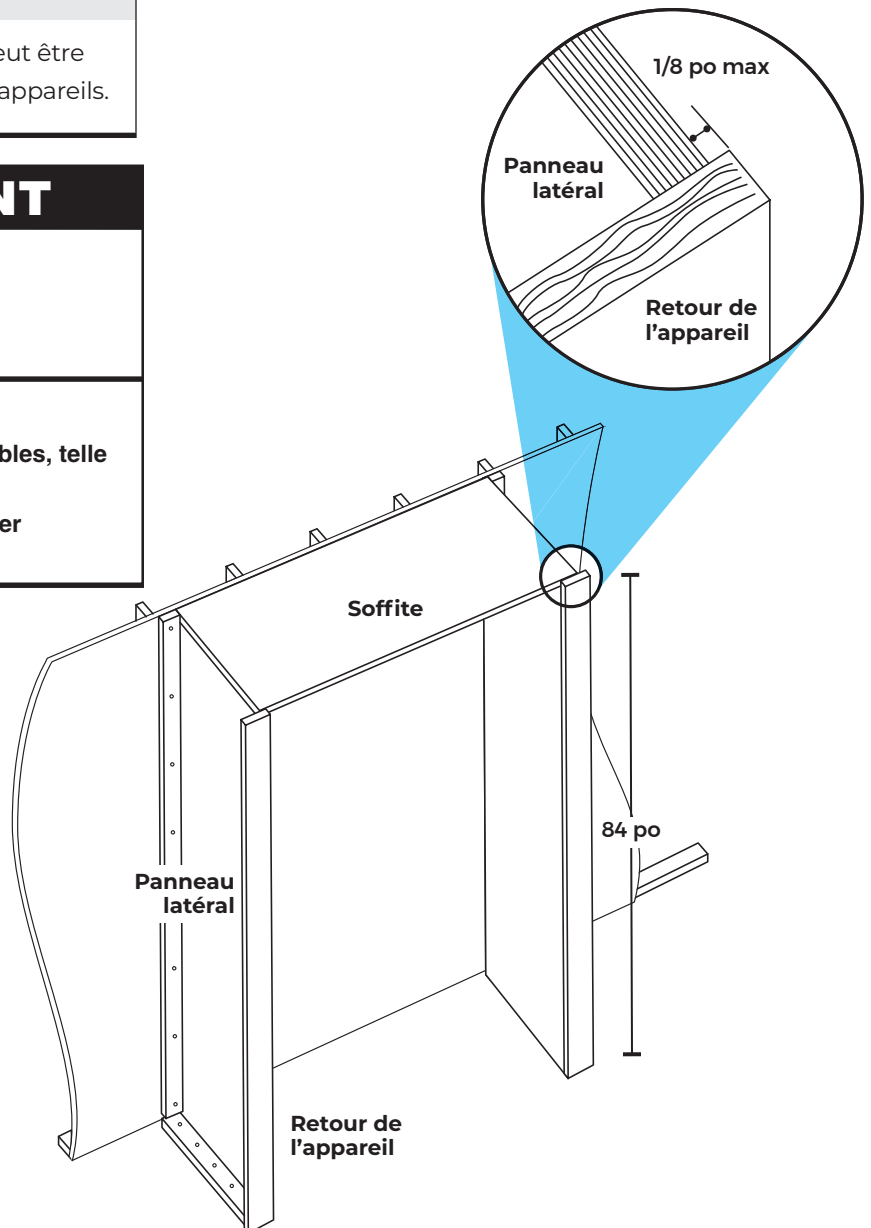 eut être
appareils.
NT
bles, telle
er
1/8 po max
Panneau
latéral
Retour de
l’appareil
Soffite
84 po
Panneau
latéral
Retour de
l’appareil